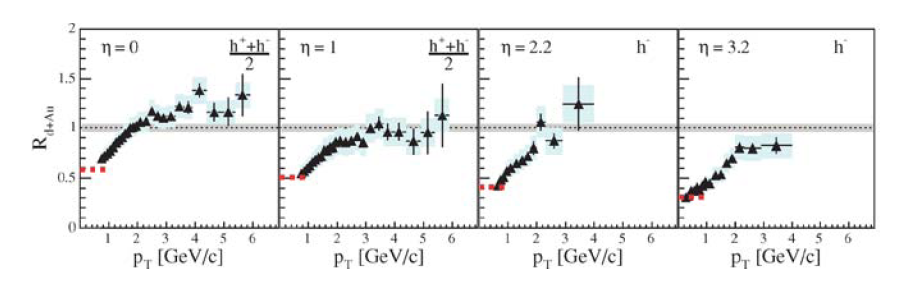 2
1.5
1
0.5
0
R_{d+Au}
η = 0
h⁺+h⁻
2
1 2 3 4 5 6
p_T [GeV/c]
η = 1
h⁺+h⁻
2
1 2 3 4 5 6
p_T [GeV/c]
η = 2.2
h⁻
1 2 3 4 5 6
p_T [GeV/c]
η = 3.2
h⁻
1 2 3 4 5 6
p_T [GeV/c]